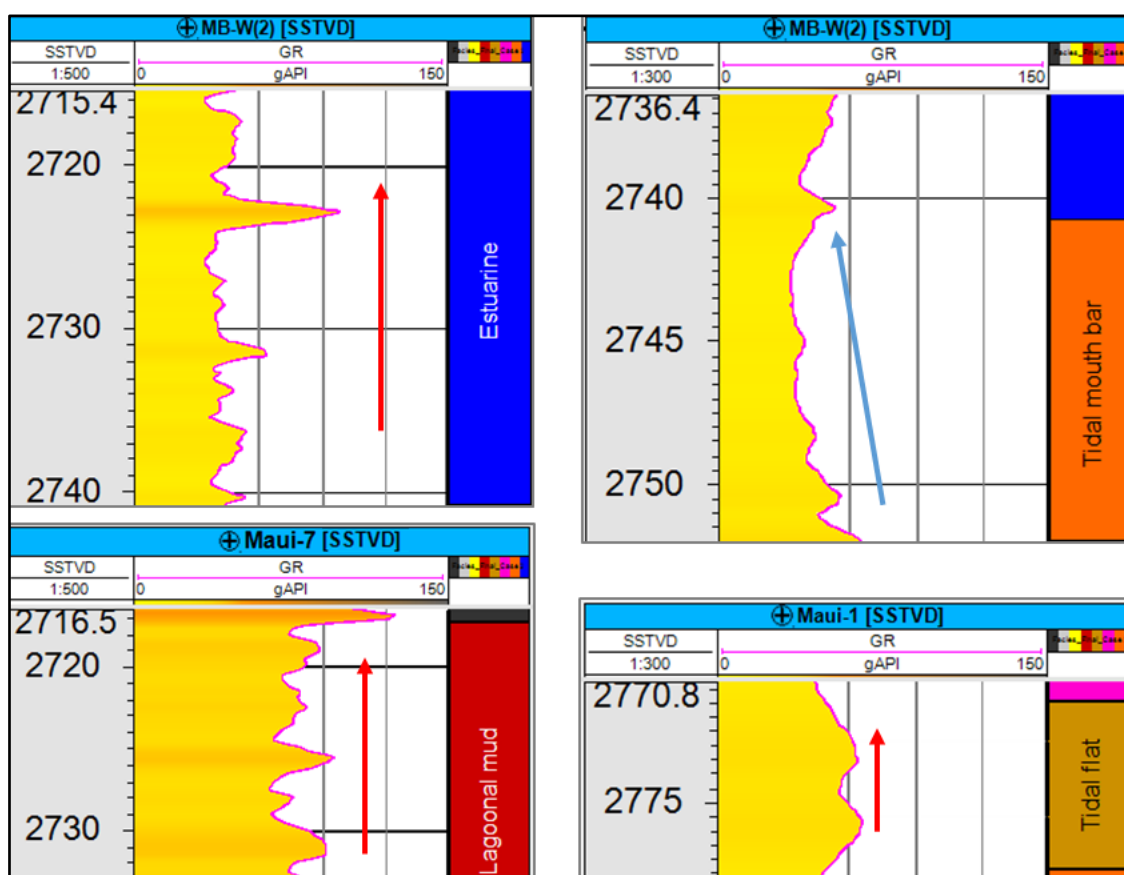 MB-W(2) [SSTVD]
SSTVD GR
1:500 0 gAPI 150
2715.4
2720
2730
2740
Estuarine
MB-W(2) [SSTVD]
SSTVD GR
1:300 0 gAPI 150
2736.4
2740
2745
2750
Tidal mouth bar
Maui-7 [SSTVD]
SSTVD GR
1:500 0 gAPI 150
2716.5
2720
2730
Lagoonal mud
Maui-1 [SSTVD]
SSTVD GR
1:300 0 gAPI 150
2770.8
2775
Tidal flat